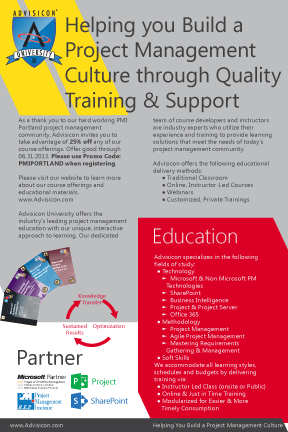 ADVISICON®
A
UNIVERSITY
Helping you Build a
Project Management
Culture through Quality
Training & Support
As a thank you to our hard working PMI
Portland project management
community, Advisicon invites you to
take advantage of 25% off any of our
course offerings. Offer good through
06.31.2013. Please use Promo Code:
PMIPORTLAND when registering.
Please visit our website to learn more
about our course offerings and
educational materials.
www.Advisicon.com
Advisicon University offers the
industry's leading project management
education with our unique, interactive
approach to learning. Our dedicated
team of course developers and instructors
are industry experts who utilize their
experience and training to provide learning
solutions that meet the needs of today's
project management community.
Advisicon offers the following educational
delivery methods:
● Traditional Classroom
● Online, Instructor-Led Courses
● Webinars
● Customized, Private Trainings
Knowledge
Transfer
Sustained
Results
Optimization
Partner
Microsoft Partner
Project
Project
Management
Institute
SharePoint
Education
Advisicon specializes in the following
fields of study:
● Technology
► Microsoft & Non Microsoft PM
Technologies
► SharePoint
► Business Intelligence
► Project & Project Server
► Office 365
● Methodology
► Project Management
► Agile Project Management
► Mastering Requirements
Gathering & Management
● Soft Skills
We accommodate all learning styles,
schedules and budgets by delivering
training via:
● Instructor Led Class (onsite or Public)
● Online & Just in Time Training
● Modularized for Easier & More
Timely Consumption
www.Advisicon.com
Helping You Build a Project Management Culture